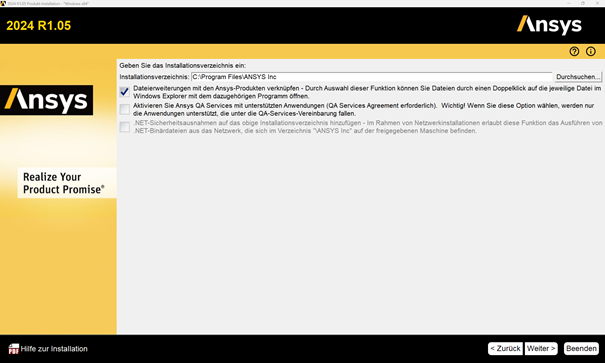 2024 R1.05 Produkt-Installation - "Windows x64"
2024 R1.05
Ansys
Geben Sie das Installationsverzeichnis ein:
Installationsverzeichnis: C:\Program Files\ANSYS Inc Durchsuchen...
Dateierweiterungen mit den Ansys-Produkten verknüpfen - Durch Auswahl dieser Funktion können Sie Dateien durch einen Doppelklick auf die jeweilige Datei im
Windows Explorer mit dem dazugehörigen Programm öffnen.
Aktivieren Sie Ansys QA Services mit unterstützten Anwendungen (QA Services Agreement erforderlich). Wichtig! Wenn Sie diese Option wählen, werden nur
die Anwendungen unterstützt, die unter die QA-Services-Vereinbarung fallen.
.NET-Sicherheitsausnahmen auf das obige Installationsverzeichnis hinzufügen - Im Rahmen von Netzwerkinstallationen erlaubt diese Funktion das Ausführen von
.NET-Binärdateien aus das Netzwerk, die sich im Verzeichnis "\ANSYS Inc" auf der freigegebenen Maschine befinden.
Ansys
Realize Your
Product Promise®
PDF Hilfe zur Installation
< Zurück Weiter > Beenden